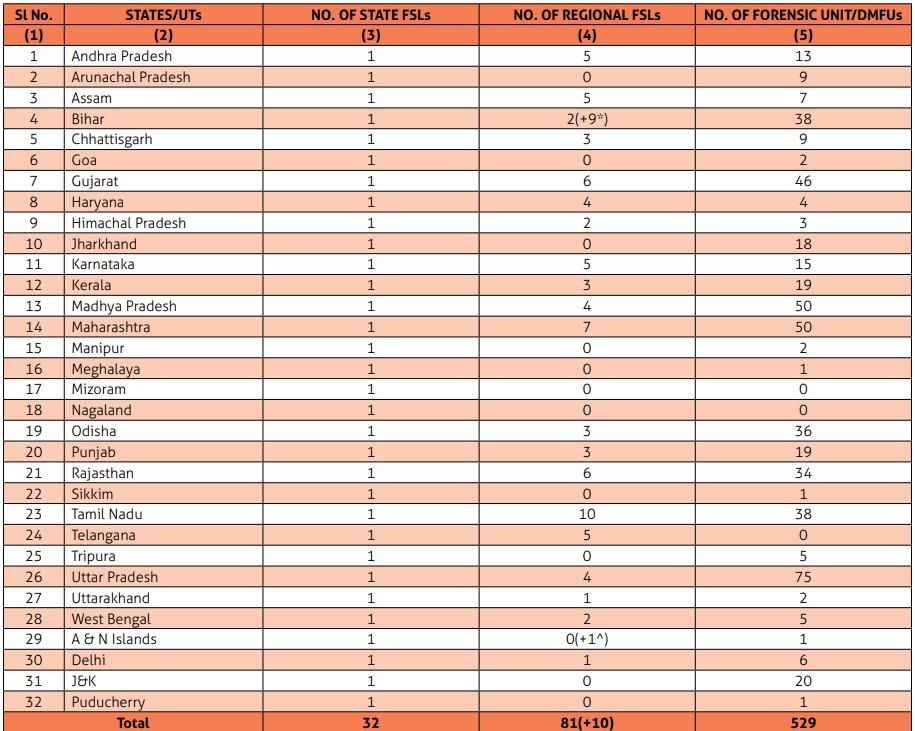 Sl No. STATES/UTs NO. OF STATE FSLs NO. OF REGIONAL FSLs NO. OF FORENSIC UNIT/DMFUs
(1) (2) (3) (4) (5)
1 Andhra Pradesh 1 5 13
2 Arunachal Pradesh 1 0 9
3 Assam 1 5 7
4 Bihar 1 2(+9*) 38
5 Chhattisgarh 1 3 9
6 Goa 1 0 2
7 Gujarat 1 6 46
8 Haryana 1 4 4
9 Himachal Pradesh 1 2 3
10 Jharkhand 1 0 18
11 Karnataka 1 5 15
12 Kerala 1 3 19
13 Madhya Pradesh 1 4 50
14 Maharashtra 1 7 50
15 Manipur 1 0 2
16 Meghalaya 1 0 1
17 Mizoram 1 0 0
18 Nagaland 1 0 0
19 Odisha 1 3 36
20 Punjab 1 3 19
21 Rajasthan 1 6 34
22 Sikkim 1 0 1
23 Tamil Nadu 1 10 38
24 Telangana 1 5 0
25 Tripura 1 0 5
26 Uttar Pradesh 1 4 75
27 Uttarakhand 1 1 2
28 West Bengal 1 2 5
29 A & N Islands 1 0(+1^) 1
30 Delhi 1 1 6
31 J&K 1 0 20
32 Puducherry 1 0 1
Total 32 81(+10) 529